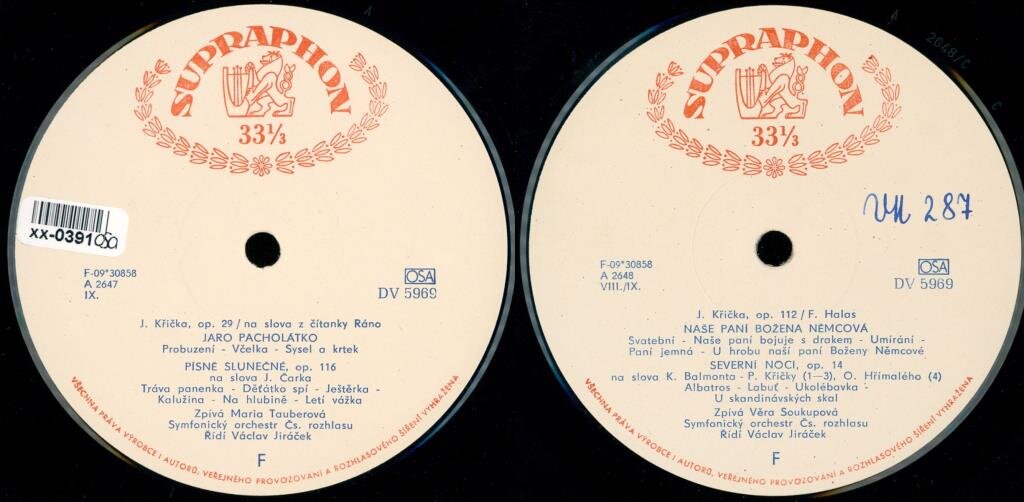 SUPRAPHON
33⅓
xx-0391
F-09*30858
A 2647
IX.
OSA
DV 5969
J. Křička, op. 29 / na slova z čítanky Ráno
JARO PACHOLÁTKO
Probuzení - Včelka - Sysel a krtek
PÍSNĚ SLUNEČNÉ, op. 116
na slova J. Čarka
Tráva panenka - Děťátko spí - Ještěrka -
Kalužina - Na hlubině - Letí vážka
Zpívá Maria Tauberová
Symfonický orchestr Čs. rozhlasu
Řídí Václav Jiráček
F
VŠECHNA PRÁVA VÝROBCE I AUTORŮ, VEŘEJNÉHO PROVOZOVÁNÍ A ROZHLASOVÉHO ŠÍŘENÍ VYHRAŽENA
SUPRAPHON
33⅓
2648/C
VH 287
F-09*30858
A 2648
VIII./IX.
OSA
DV 5969
J. Křička, op. 112 / F. Halas
NAŠE PANÍ BOŽENA NĚMCOVÁ
Svatební - Naše paní bojuje s drakem - Umírání -
Paní jemná - U hrobu naší paní Boženy Němcové
SEVERNÍ NOCI, op. 14
na slova K. Balmonta - P. Křičky (1—3), O. Hřímalého (4)
Albatros - Labuť - Ukolébavka -
U skandinávských skal
Zpívá Věra Soukupová
Symfonický orchestr Čs. rozhlasu
Řídí Václav Jiráček
F
VŠECHNA PRÁVA VÝROBCE I AUTORŮ, VEŘEJNÉHO PROVOZOVÁNÍ A ROZHLASOVÉHO ŠÍŘENÍ VYHRAŽENA